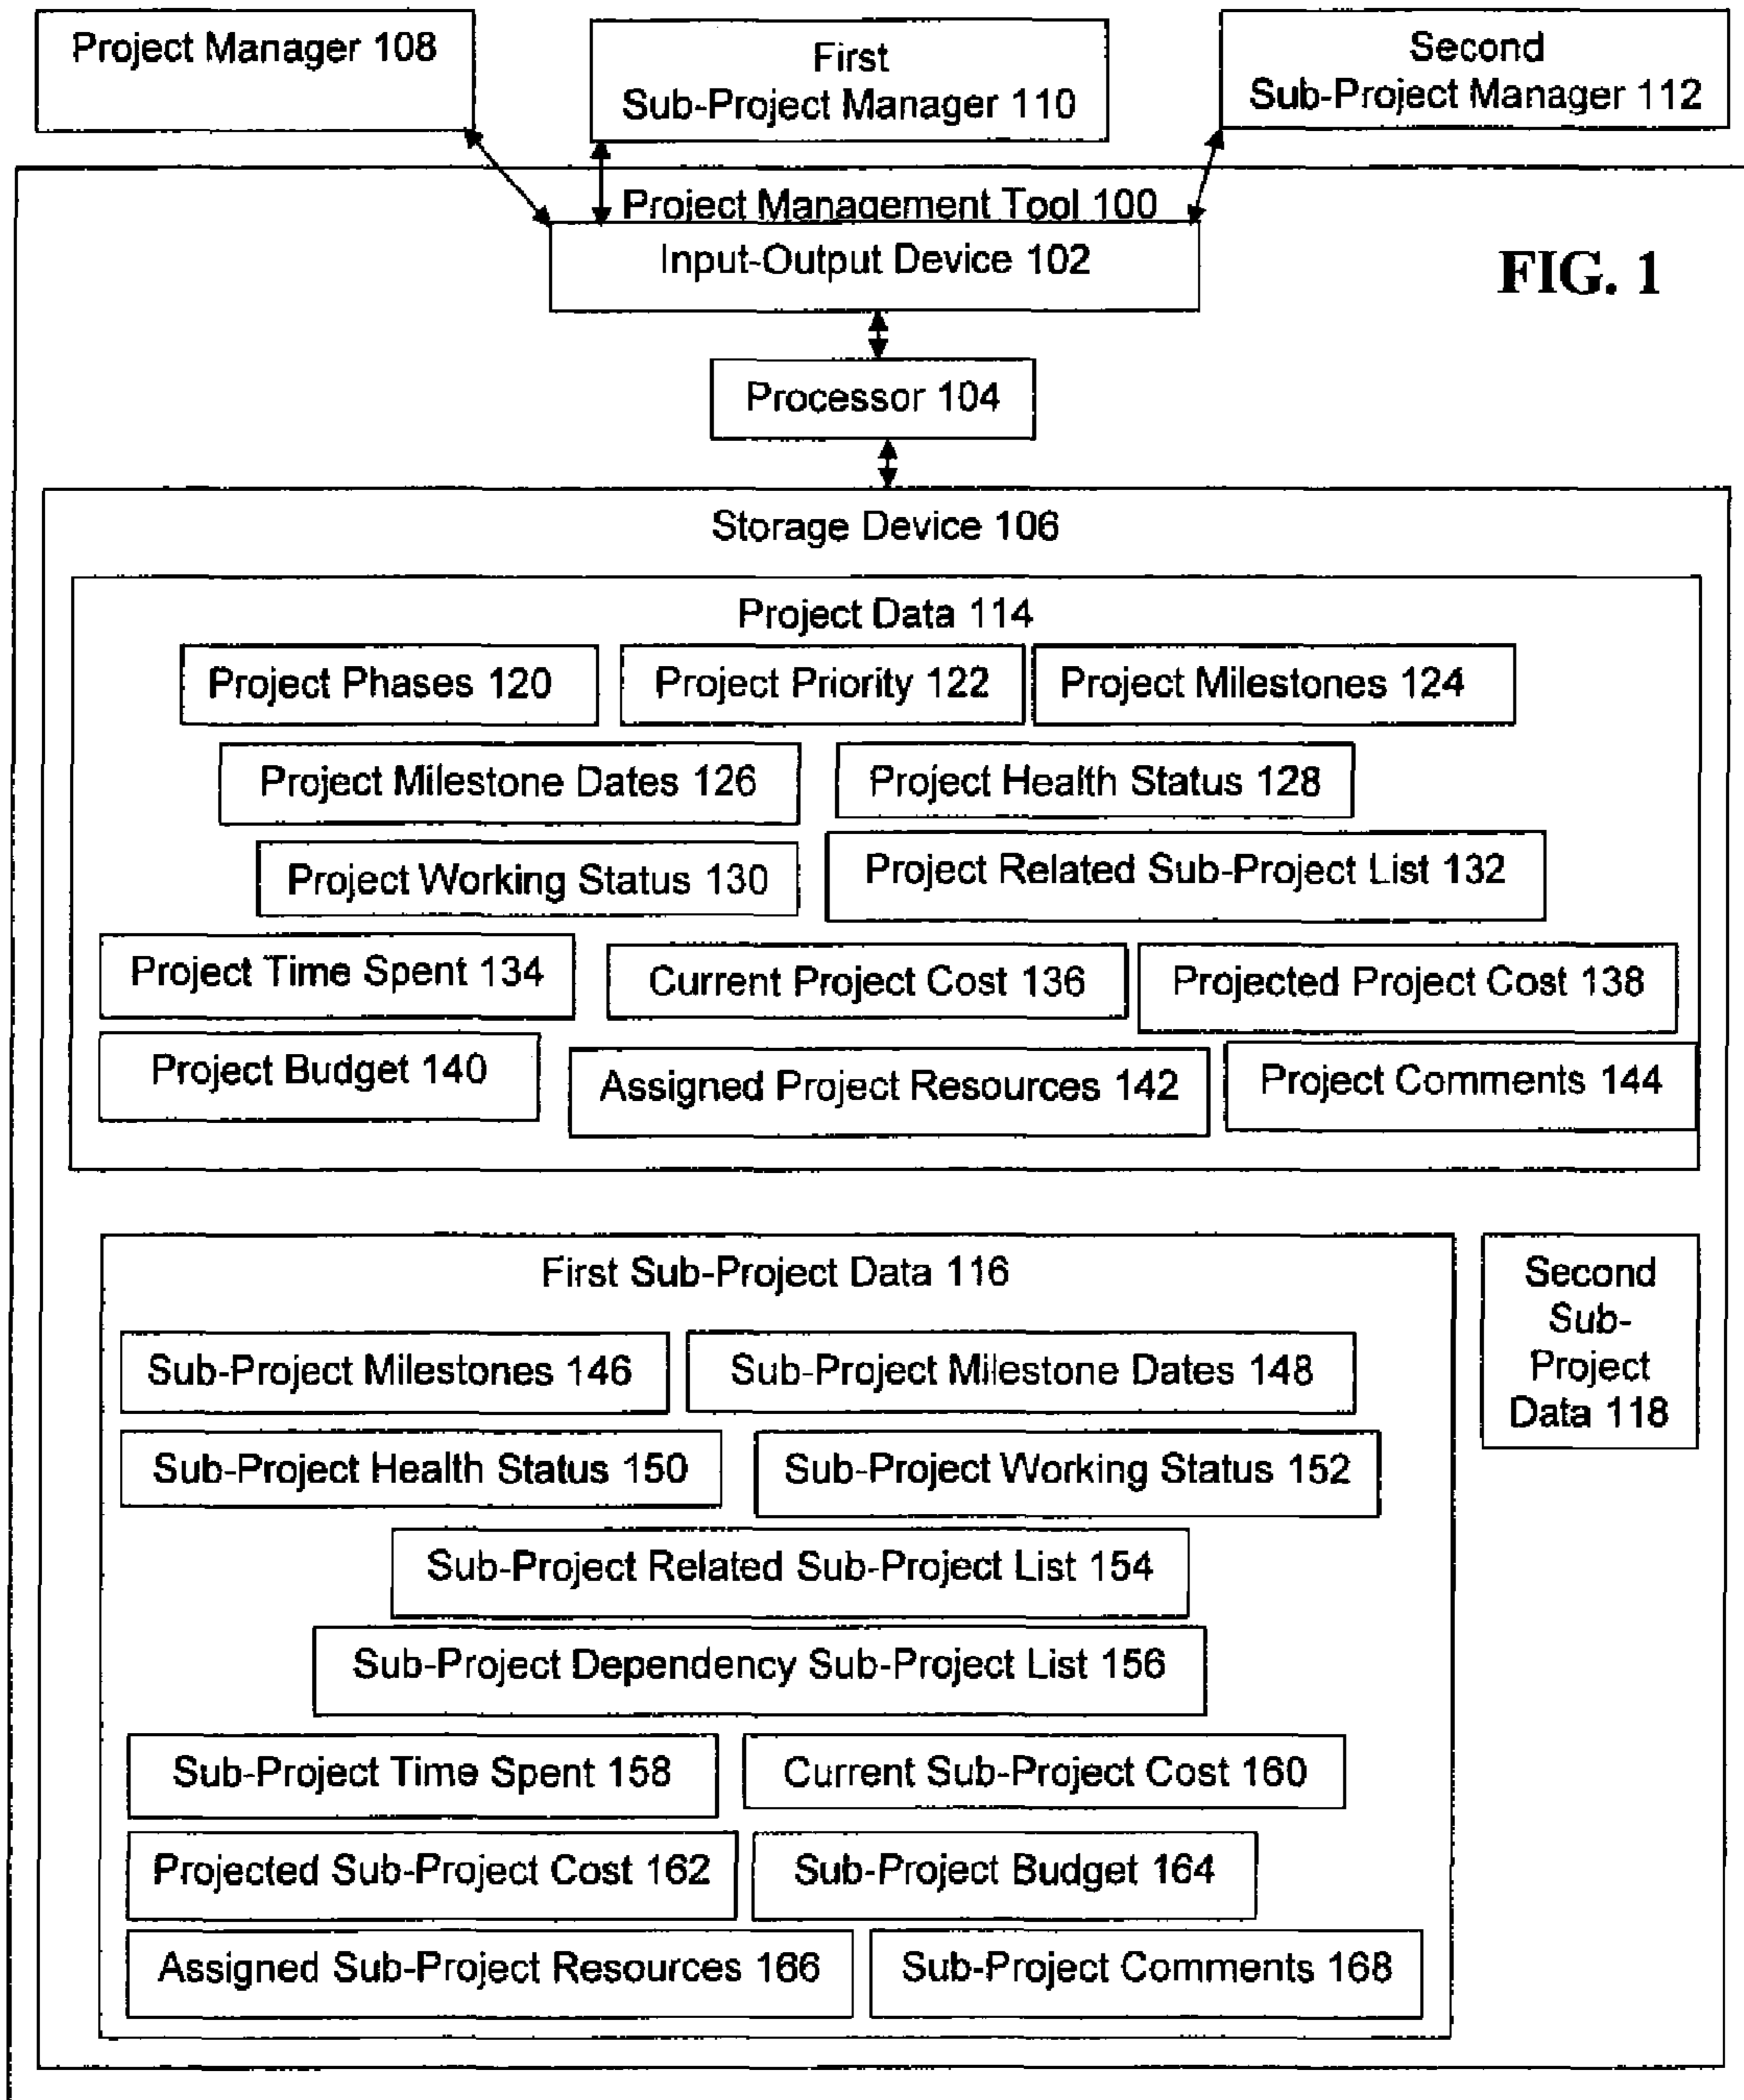 Project Manager 108
First
Sub-Project Manager 110
Second
Sub-Project Manager 112
Project Management Tool 100
Input-Output Device 102
FIG. 1
Processor 104
Storage Device 106
Project Data 114
Project Phases 120
Project Priority 122
Project Milestones 124
Project Milestone Dates 126
Project Health Status 128
Project Working Status 130
Project Related Sub-Project List 132
Project Time Spent 134
Current Project Cost 136
Projected Project Cost 138
Project Budget 140
Assigned Project Resources 142
Project Comments 144
First Sub-Project Data 116
Second
Sub-
Project
Data 118
Sub-Project Milestones 146
Sub-Project Milestone Dates 148
Sub-Project Health Status 150
Sub-Project Working Status 152
Sub-Project Related Sub-Project List 154
Sub-Project Dependency Sub-Project List 156
Sub-Project Time Spent 158
Current Sub-Project Cost 160
Projected Sub-Project Cost 162
Sub-Project Budget 164
Assigned Sub-Project Resources 166
Sub-Project Comments 168